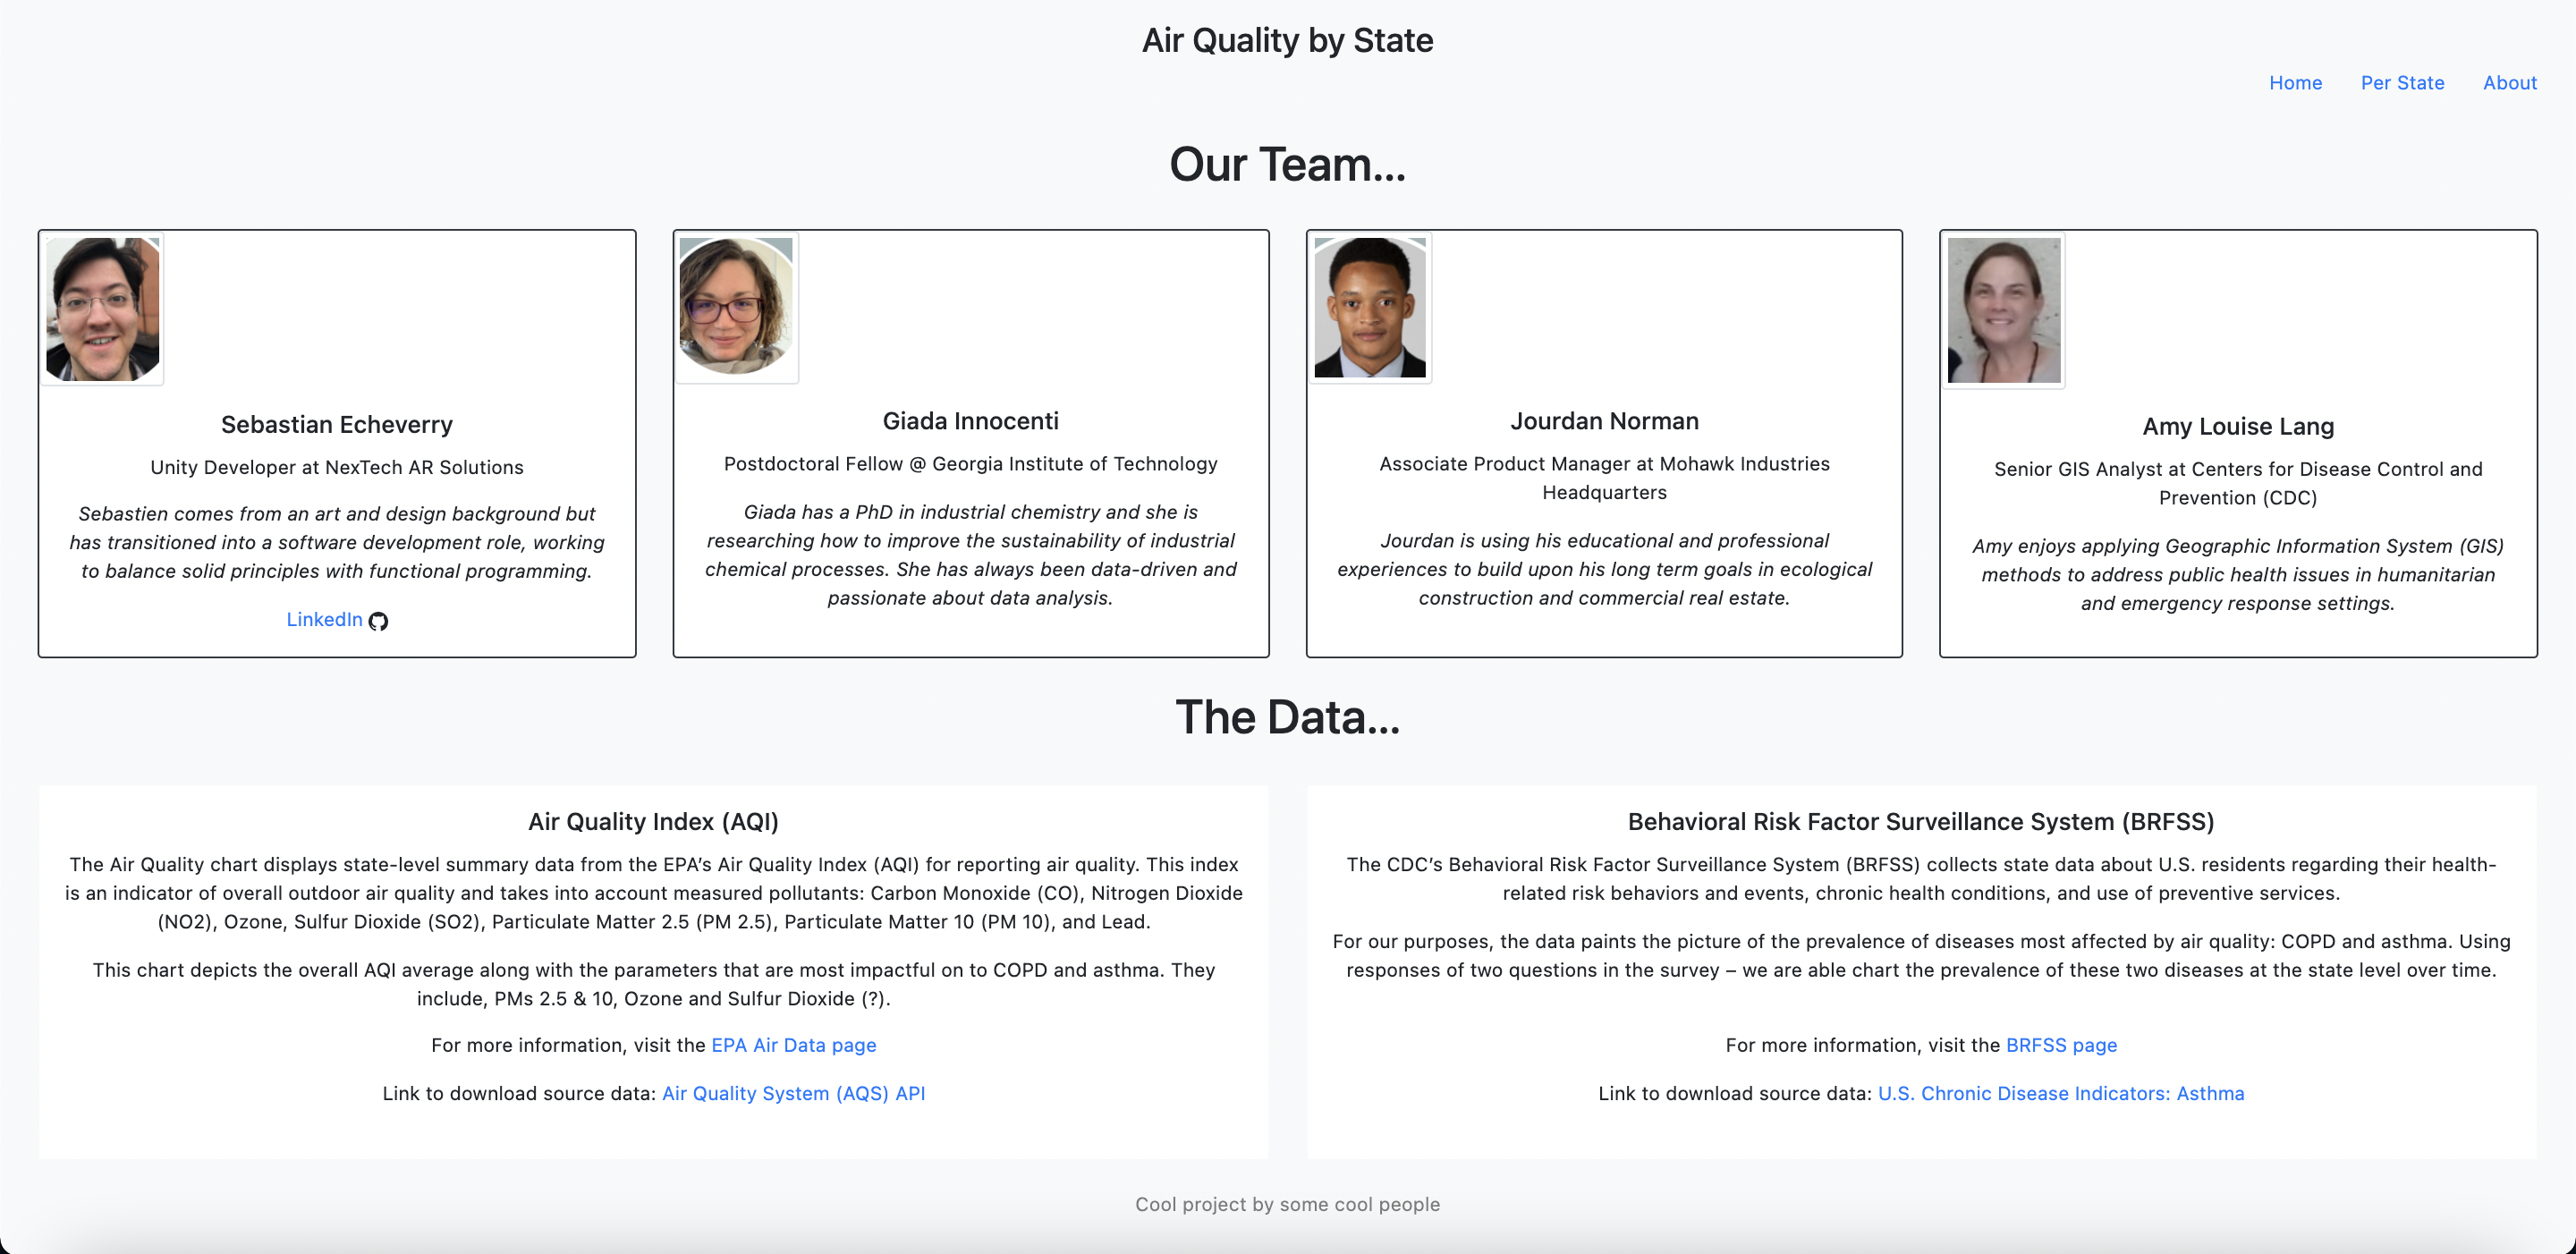 Air Quality by State
Home Per State About
Our Team...
Sebastian Echeverry
Unity Developer at NexTech AR Solutions
Sebastien comes from an art and design background but
has transitioned into a software development role, working
to balance solid principles with functional programming.
LinkedIn
Giada Innocenti
Postdoctoral Fellow @ Georgia Institute of Technology
Giada has a PhD in industrial chemistry and she is
researching how to improve the sustainability of industrial
chemical processes. She has always been data-driven and
passionate about data analysis.
Jourdan Norman
Associate Product Manager at Mohawk Industries
Headquarters
Jourdan is using his educational and professional
experiences to build upon his long term goals in ecological
construction and commercial real estate.
Amy Louise Lang
Senior GIS Analyst at Centers for Disease Control and
Prevention (CDC)
Amy enjoys applying Geographic Information System (GIS)
methods to address public health issues in humanitarian
and emergency response settings.
The Data...
Air Quality Index (AQI)
The Air Quality chart displays state-level summary data from the EPA’s Air Quality Index (AQI) for reporting air quality. This index
is an indicator of overall outdoor air quality and takes into account measured pollutants: Carbon Monoxide (CO), Nitrogen Dioxide
(NO2), Ozone, Sulfur Dioxide (SO2), Particulate Matter 2.5 (PM 2.5), Particulate Matter 10 (PM 10), and Lead.
This chart depicts the overall AQI average along with the parameters that are most impactful on to COPD and asthma. They
include, PMs 2.5 & 10, Ozone and Sulfur Dioxide (?).
For more information, visit the EPA Air Data page
Link to download source data: Air Quality System (AQS) API
Behavioral Risk Factor Surveillance System (BRFSS)
The CDC’s Behavioral Risk Factor Surveillance System (BRFSS) collects state data about U.S. residents regarding their health-
related risk behaviors and events, chronic health conditions, and use of preventive services.
For our purposes, the data paints the picture of the prevalence of diseases most affected by air quality: COPD and asthma. Using
responses of two questions in the survey – we are able chart the prevalence of these two diseases at the state level over time.
For more information, visit the BRFSS page
Link to download source data: U.S. Chronic Disease Indicators: Asthma
Cool project by some cool people